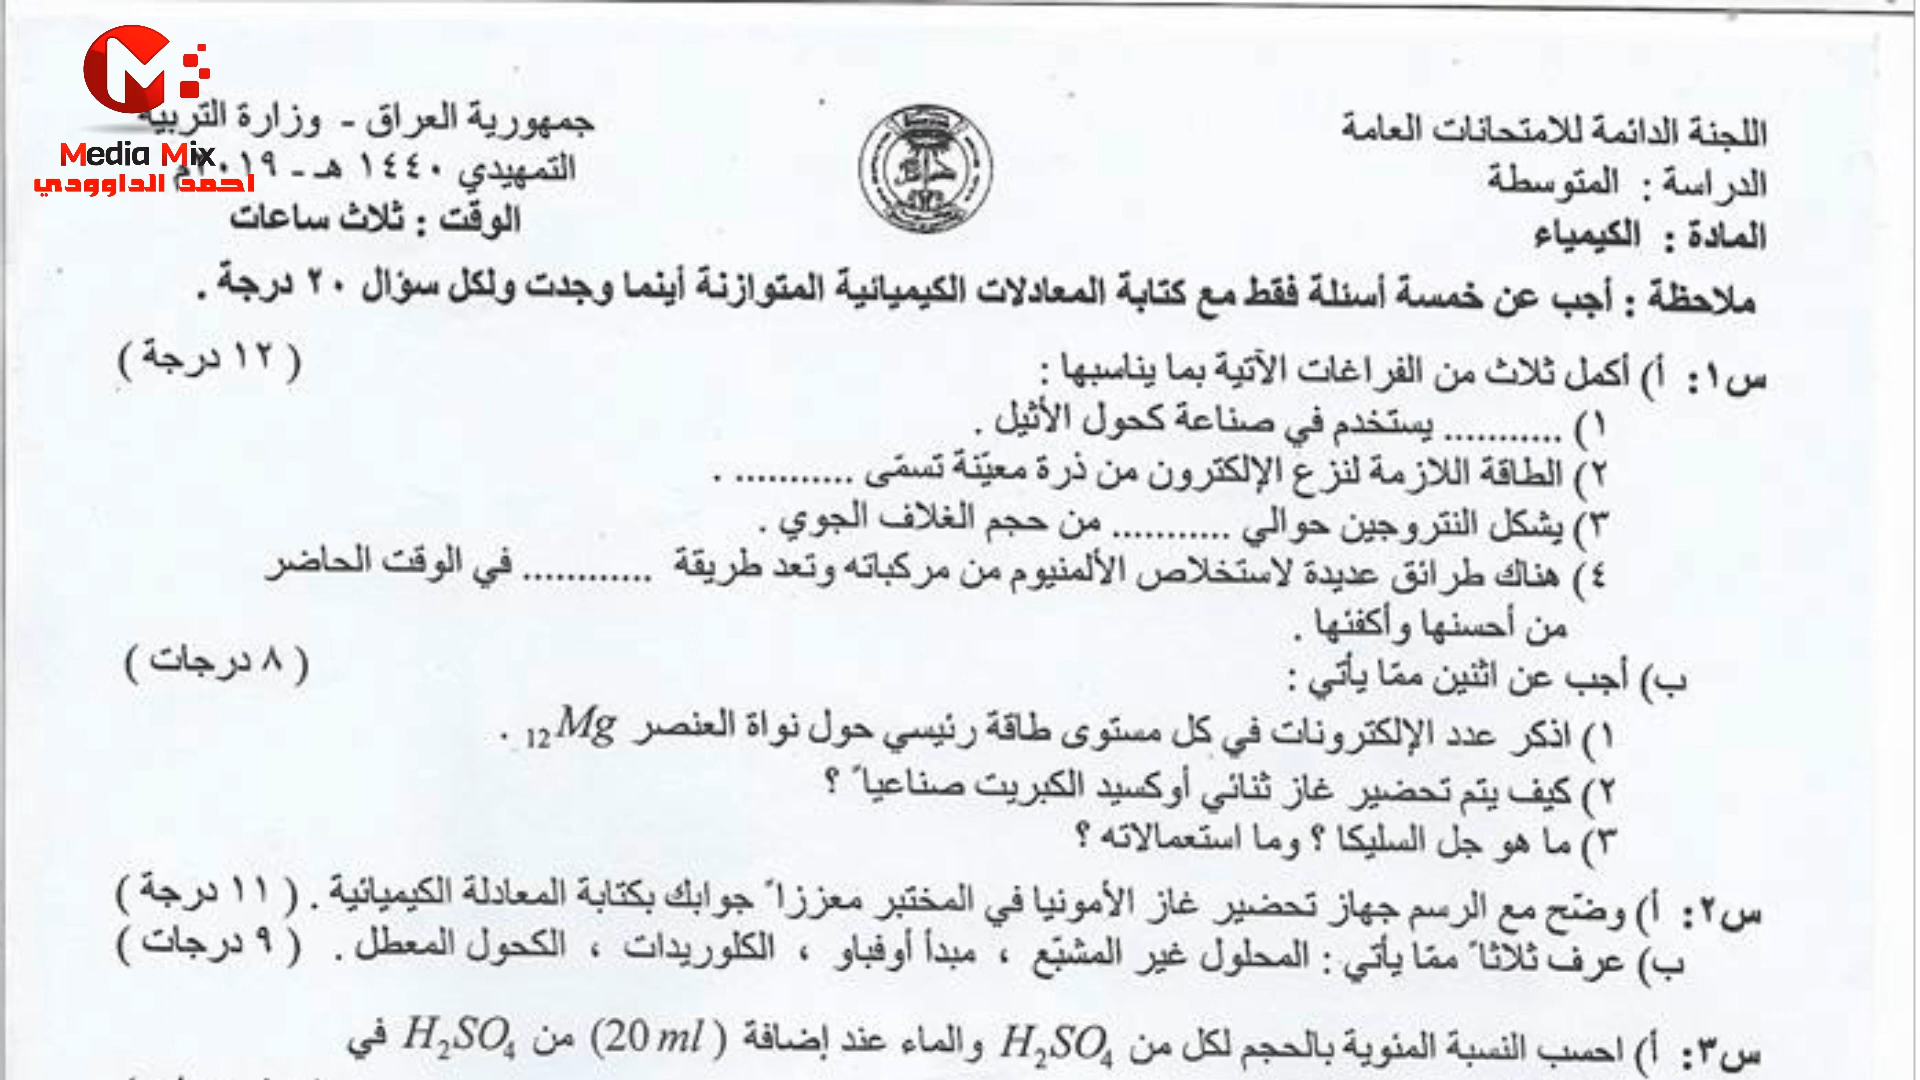 Media Mix
احمد الداوودي
اللجنة الدائمة للامتحانات العامة
الدراسة : المتوسطة
المادة : الكيمياء
جمهورية العراق - وزارة التربية
التمهيدي ١٤٤٠ هـ - ٢٠١٩م
الوقت : ثلاث ساعات
ملاحظة : أجب عن خمسة أسئلة فقط مع كتابة المعادلات الكيميائية المتوازنة أينما وجدت ولكل سؤال ٢٠ درجة .
س١: أ) أكمل ثلاث من الفراغات الآتية بما يناسبها : ( ١٢ درجة )
١) ........... يستخدم في صناعة كحول الأثيل .
٢) الطاقة اللازمة لنزع الإلكترون من ذرة معيّنة تسمّى ........... .
٣) يشكل النتروجين حوالي ........... من حجم الغلاف الجوي .
٤) هناك طرائق عديدة لاستخلاص الألمنيوم من مركباته وتعد طريقة ............ في الوقت الحاضر
من أحسنها وأكفئها .
ب) أجب عن اثنين ممّا يأتي : ( ٨ درجات )
١) اذكر عدد الإلكترونات في كل مستوى طاقة رئيسي حول نواة العنصر ₁₂Mg .
٢) كيف يتم تحضير غاز ثنائي أوكسيد الكبريت صناعياً ؟
٣) ما هو جل السليكا ؟ وما استعمالاته ؟
س٢: أ) وضّح مع الرسم جهاز تحضير غاز الأمونيا في المختبر معززاً جوابك بكتابة المعادلة الكيميائية . ( ١١ درجة )
ب) عرف ثلاثاً ممّا يأتي : المحلول غير المشبّع ، مبدأ أوفباو ، الكلوريدات ، الكحول المعطل . ( ٩ درجات )
س٣: أ) احسب النسبة المئوية بالحجم لكل من H₂SO₄ والماء عند إضافة (20 ml) من H₂SO₄ في